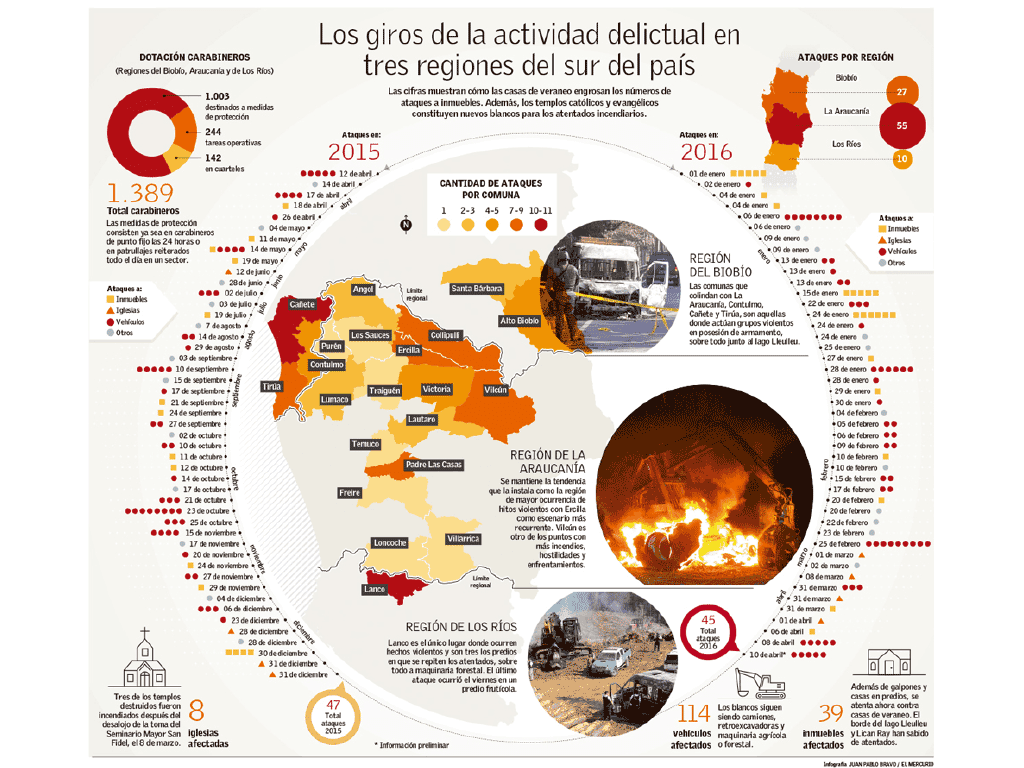 Los giros de la actividad delictual en
tres regiones del sur del país
Las cifras muestran cómo las casas de veraneo engrosan los números de
ataques a inmuebles. Además, los templos católicos y evangélicos
constituyen nuevos blancos para los atentados incendiarios.
DOTACIÓN CARABINEROS
(Regiones del Biobío, Araucanía y de Los Ríos)
1.003
destinados a medidas
de protección
244
tareas operativas
142
en cuarteles
1.389
Total carabineros
Las medidas de protección
consisten ya sea en carabineros
de punto fijo las 24 horas o
en patrullajes reiterados
todo el día en un sector.
Ataques a:
Inmuebles
Iglesias
Vehículos
Otros
ATAQUES POR REGIÓN
Biobío
27
La Araucanía
55
Los Ríos
10
Ataques a:
Inmuebles
Iglesias
Vehículos
Otros
Ataques en:
2015
12 de abril
14 de abril
17 de abril
18 de abril
26 de abril
04 de mayo
11 de mayo
14 de mayo
19 de mayo
12 de junio
28 de junio
02 de julio
03 de julio
19 de julio
7 de agosto
14 de agosto
29 de agosto
03 de septiembre
10 de septiembre
15 de septiembre
17 de septiembre
21 de septiembre
24 de septiembre
27 de septiembre
02 de octubre
10 de octubre
11 de octubre
12 de octubre
14 de octubre
17 de octubre
21 de octubre
23 de octubre
25 de octubre
15 de noviembre
17 de noviembre
20 de noviembre
24 de noviembre
27 de noviembre
29 de noviembre
04 de diciembre
06 de diciembre
23 de diciembre
28 de diciembre
28 de diciembre
30 de diciembre
31 de diciembre
31 de diciembre
abril
mayo
junio
julio
agosto
septiembre
octubre
noviembre
diciembre
47
Total
ataques
2015
Ataques en:
2016
01 de enero
02 de enero
04 de enero
04 de enero
06 de enero
06 de enero
09 de enero
09 de enero
13 de enero
13 de enero
13 de enero
15 de enero
22 de enero
24 de enero
24 de enero
24 de enero
25 de enero
27 de enero
28 de enero
28 de enero
29 de enero
30 de enero
04 de febrero
05 de febrero
06 de febrero
09 de febrero
10 de febrero
10 de febrero
15 de febrero
17 de febrero
20 de febrero
20 de febrero
22 de febrero
23 de febrero
25 de febrero
01 de marzo
02 de marzo
08 de marzo
31 de marzo
31 de marzo
01 de abril
06 de abril
08 de abril
10 de abril*
enero
febrero
marzo
abril
45
Total
ataques
2016
CANTIDAD DE ATAQUES
POR COMUNA
1
2-3
4-5
7-9
10-11
N
Angol
Límite
regional
Santa Bárbara
Cañete
Alto Biobío
Los Sauces
Collipulli
Purén
Ercilla
Contulmo
Tirúa
Traiguén
Victoria
Vilcún
Lumaco
Lautaro
Temuco
Padre Las Casas
Freire
Loncoche
Villarrica
Lanco
Límite
regional
REGIÓN
DEL BIOBÍO
Las comunas que
colindan con La
Araucanía, Contulmo,
Cañete y Tirúa, son aquellas
donde actúan grupos violentos
en posesión de armamento,
sobre todo junto al lago Lleulleu.
REGIÓN DE LA
ARAUCANÍA
Se mantiene la tendencia
que la instala como la región
de mayor ocurrencia de
hitos violentos con Ercilla
como escenario más
recurrente. Vilcún es
otro de los puntos con
más incendios,
hostilidades y
enfrentamientos.
REGIÓN DE LOS RÍOS
Lanco es el único lugar donde ocurren
hechos violentos y son tres los predios
en que se repiten los atentados, sobre
todo a maquinaria forestal. El último
ataque ocurrió el viernes en un
predio frutícola.
Tres de los templos
destruidos fueron
incendiados después del
desalojo de la toma del
Seminario Mayor San
Fidel, el 8 de marzo.
8
iglesias
afectadas
* Información preliminar
114
vehículos
afectados
Los blancos siguen
siendo camiones,
retroexcavadoras y
maquinaria agrícola
o forestal.
39
inmuebles
afectados
Además de galpones y
casas en predios, se
atenta ahora contra
casas de veraneo. El
borde del lago Lleulleu
y Lican Ray han sabido
de atentados.
Infografía JUAN PABLO BRAVO / EL MERCURIO